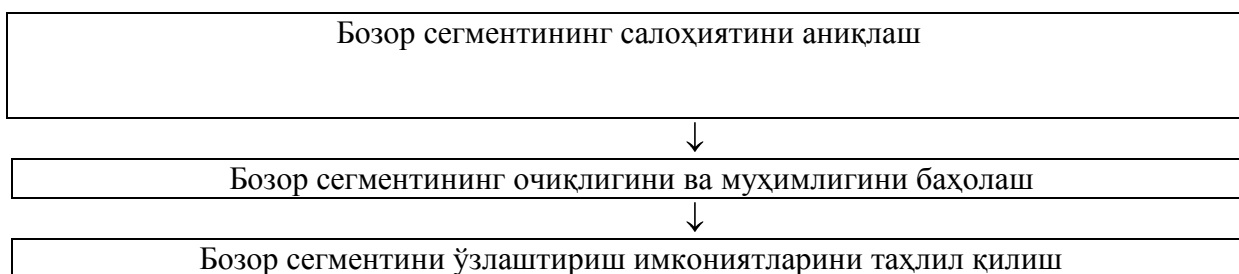 Бозор сегментининг салоҳиятини аниқлаш
↓
Бозор сегментининг очиқлигини ва муҳимлигини баҳолаш
↓
Бозор сегментини ўзлаштириш имкониятларини таҳлил қилиш